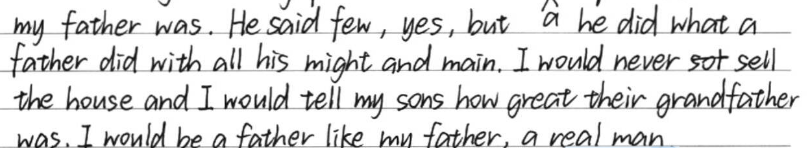 my father was. He said few, yes, but a he did what a
father did with all his might and main. I would never sot sell
the house and I would tell my sons how great their grandfather
was. I would be a father like my father, a real man